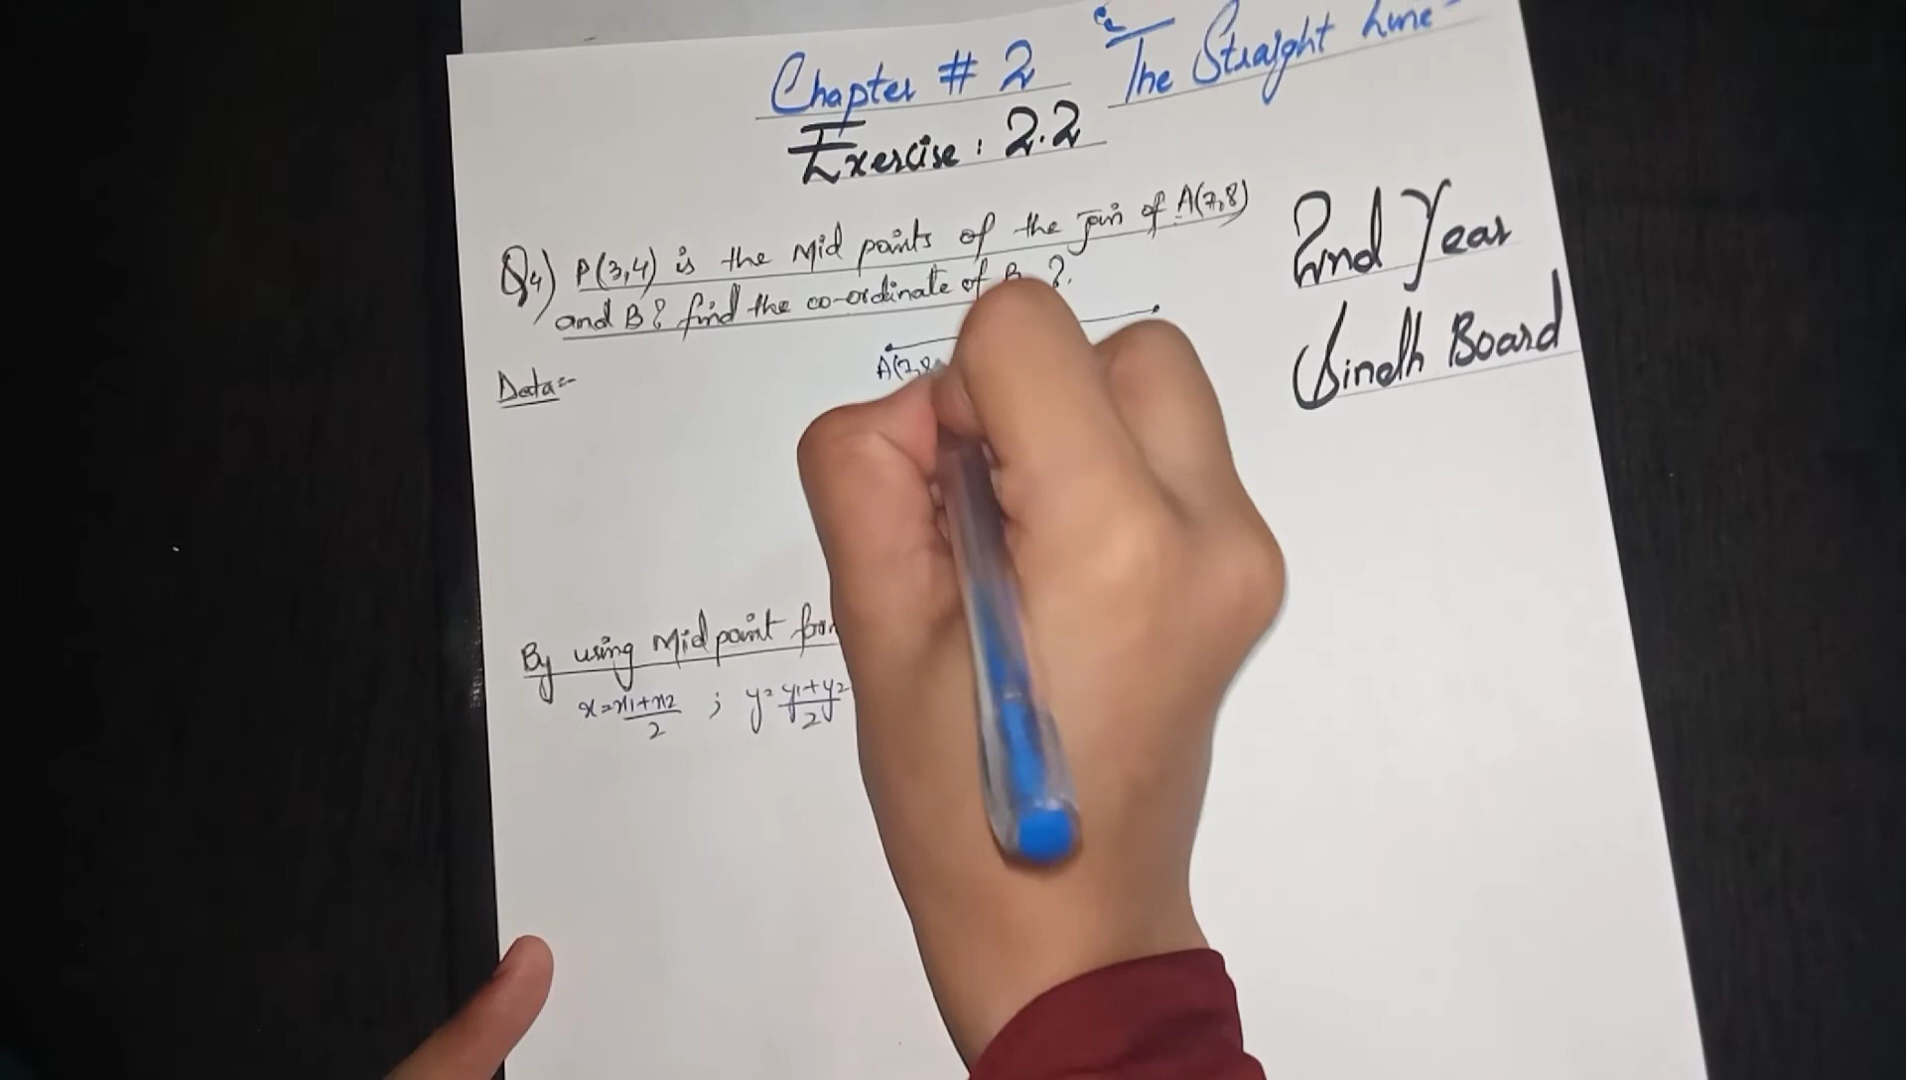 Chapter # 2 "The Straight Line"
Exercise : 2.2
Q4) P(3,4) is the Mid points of the join of A(7,8)
and B? find the co-ordinate of B ?.
2nd Year
Sindh Board
A(7,8
Data:-
By using Mid point
x = x1+x2/2 ; y = y1+y2/2